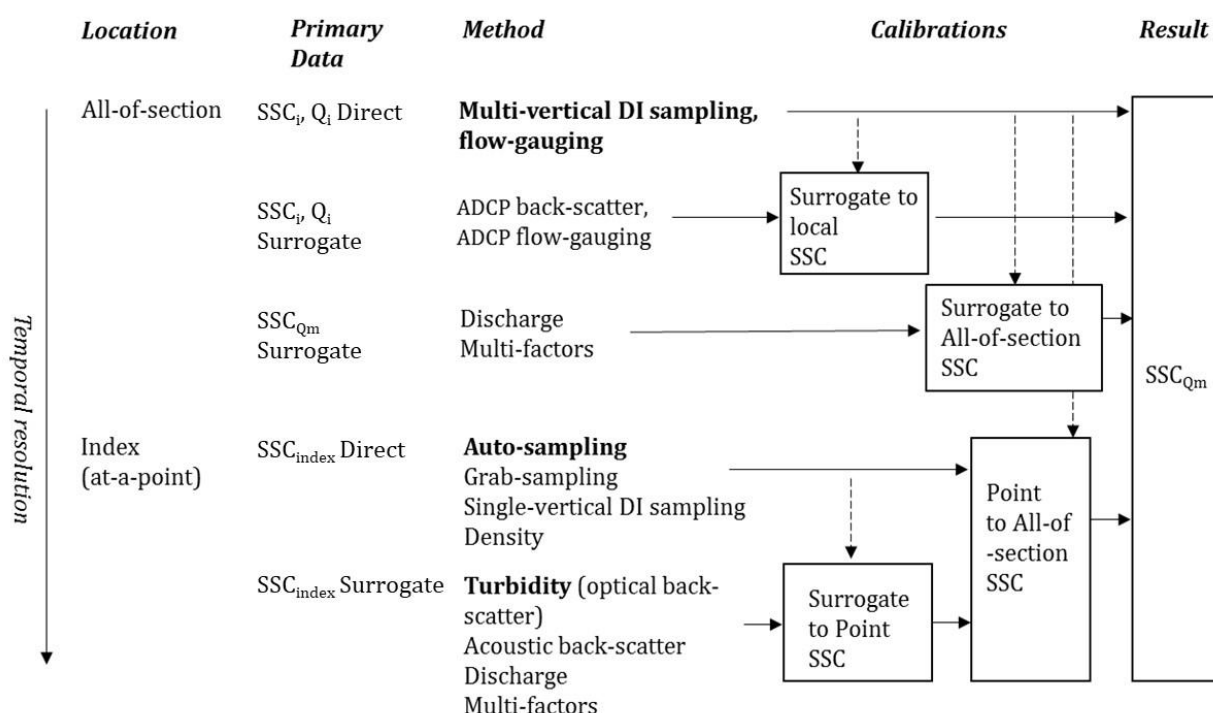 Location
Primary
Data
Method
Calibrations
Result
Temporal resolution
All-of-section
SSCi, Qi Direct
Multi-vertical DI sampling,
flow-gauging
SSCi, Qi
Surrogate
ADCP back-scatter,
ADCP flow-gauging
Surrogate to
local
SSC
SSCQm
Surrogate
Discharge
Multi-factors
Surrogate to
All-of-section
SSC
SSCQm
Index
(at-a-point)
SSCindex Direct
Auto-sampling
Grab-sampling
Single-vertical DI sampling
Density
Point
to All-of
-section
SSC
SSCindex Surrogate
Turbidity (optical back-
scatter)
Acoustic back-scatter
Discharge
Multi-factors
Surrogate
to Point
SSC